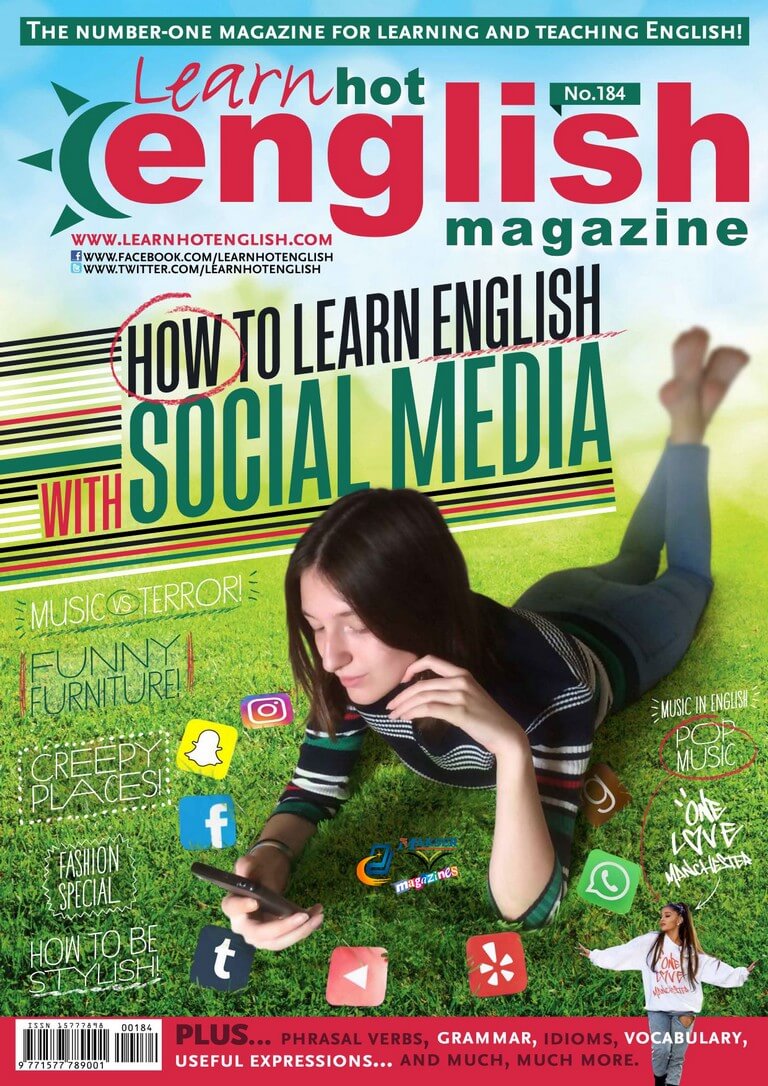 THE NUMBER-ONE MAGAZINE FOR LEARNING AND TEACHING ENGLISH!
Learn hot
No.184
english
magazine
WWW.LEARNHOTENGLISH.COM
WWW.FACEBOOK.COM/LEARNHOTENGLISH
WWW.TWITTER.COM/LEARNHOTENGLISH
HOW TO LEARN ENGLISH
WITH SOCIAL MEDIA
MUSIC VS TERROR!
FUNNY
FURNITURE!
CREEPY
PLACES!
FASHION
SPECIAL
HOW TO BE
STYLISH!
MUSIC IN ENGLISH
POP
MUSIC
ONE
LOVE
MANCHESTER
f
g
t
magazines
ONE
LOVE
MANCHESTER
ISSN 15777898
00184
9 771577 789001
PLUS... PHRASAL VERBS, GRAMMAR, IDIOMS, VOCABULARY,
USEFUL EXPRESSIONS... AND MUCH, MUCH MORE.